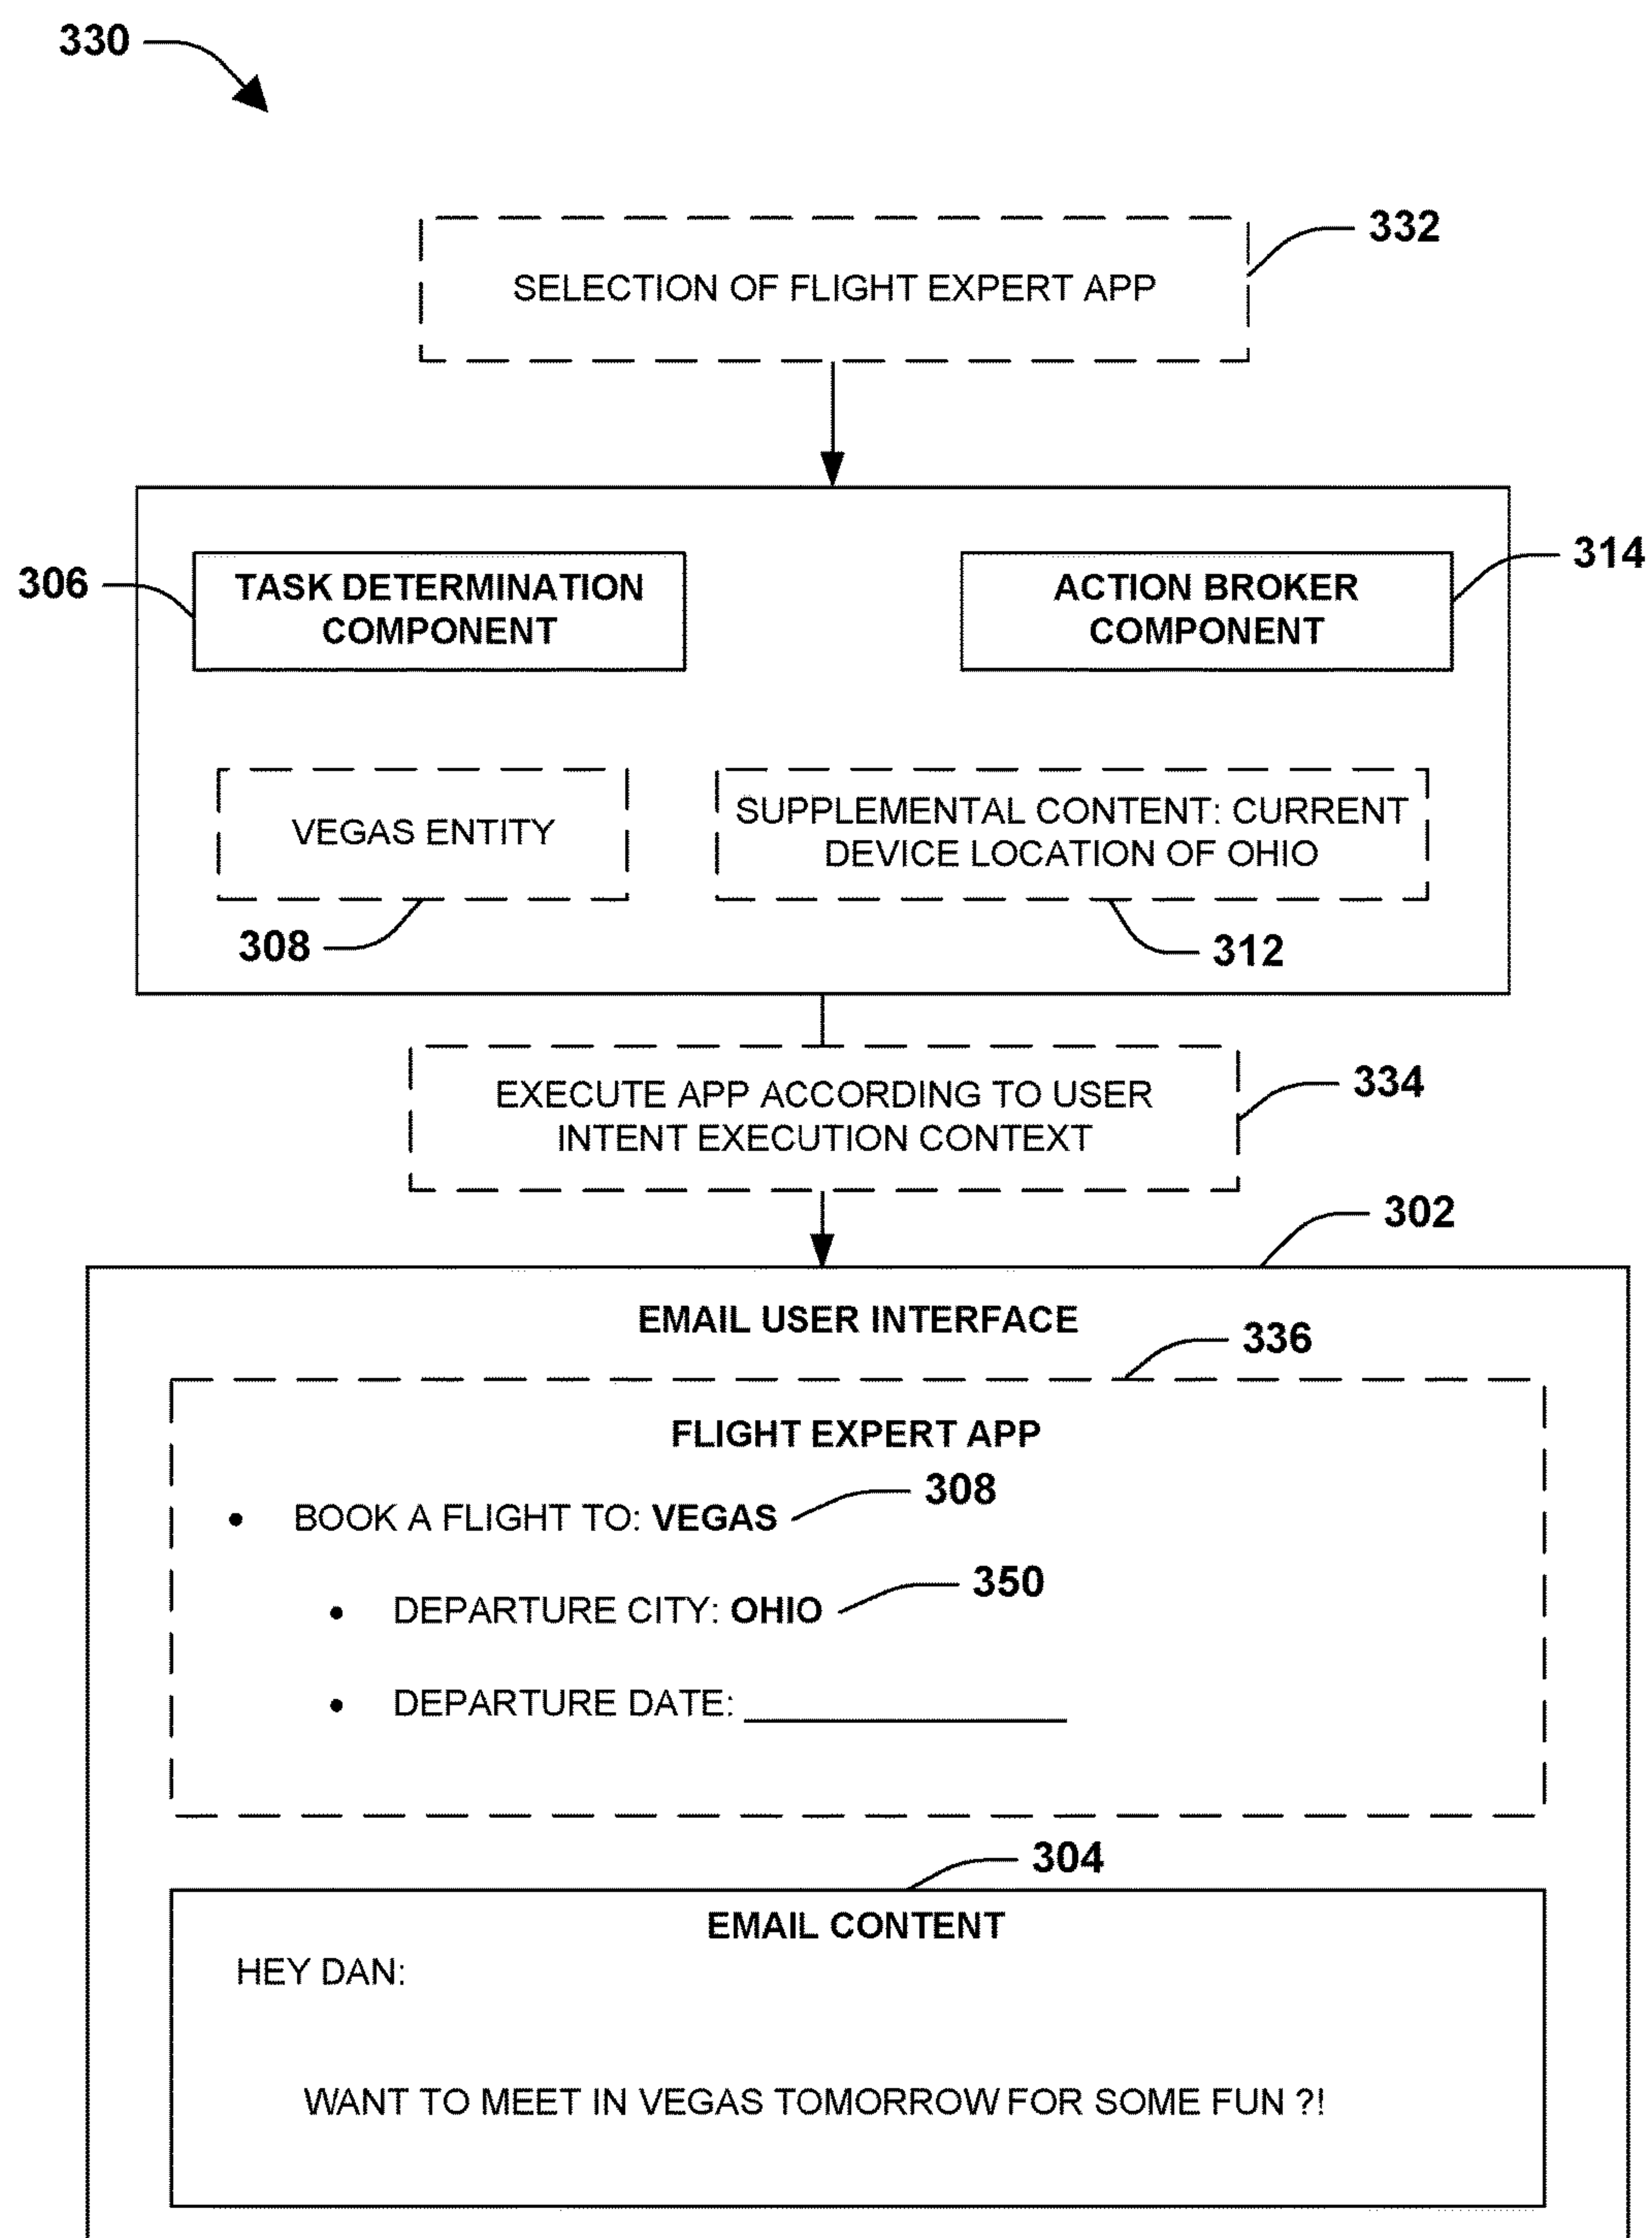 330
332
SELECTION OF FLIGHT EXPERT APP
306
TASK DETERMINATION
COMPONENT
314
ACTION BROKER
COMPONENT
VEGAS ENTITY
308
SUPPLEMENTAL CONTENT: CURRENT
DEVICE LOCATION OF OHIO
312
EXECUTE APP ACCORDING TO USER
INTENT EXECUTION CONTEXT
334
302
EMAIL USER INTERFACE
336
FLIGHT EXPERT APP
• BOOK A FLIGHT TO: VEGAS 308
• DEPARTURE CITY: OHIO 350
• DEPARTURE DATE: ______________
304
EMAIL CONTENT
HEY DAN:
WANT TO MEET IN VEGAS TOMORROW FOR SOME FUN ?!